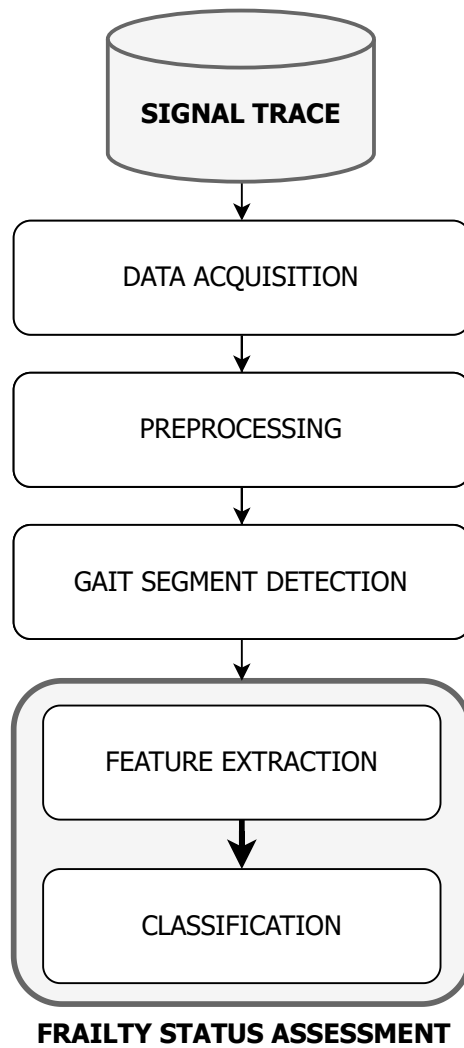 SIGNAL TRACE
DATA ACQUISITION
PREPROCESSING
GAIT SEGMENT DETECTION
FEATURE EXTRACTION
CLASSIFICATION
FRAILTY STATUS ASSESSMENT